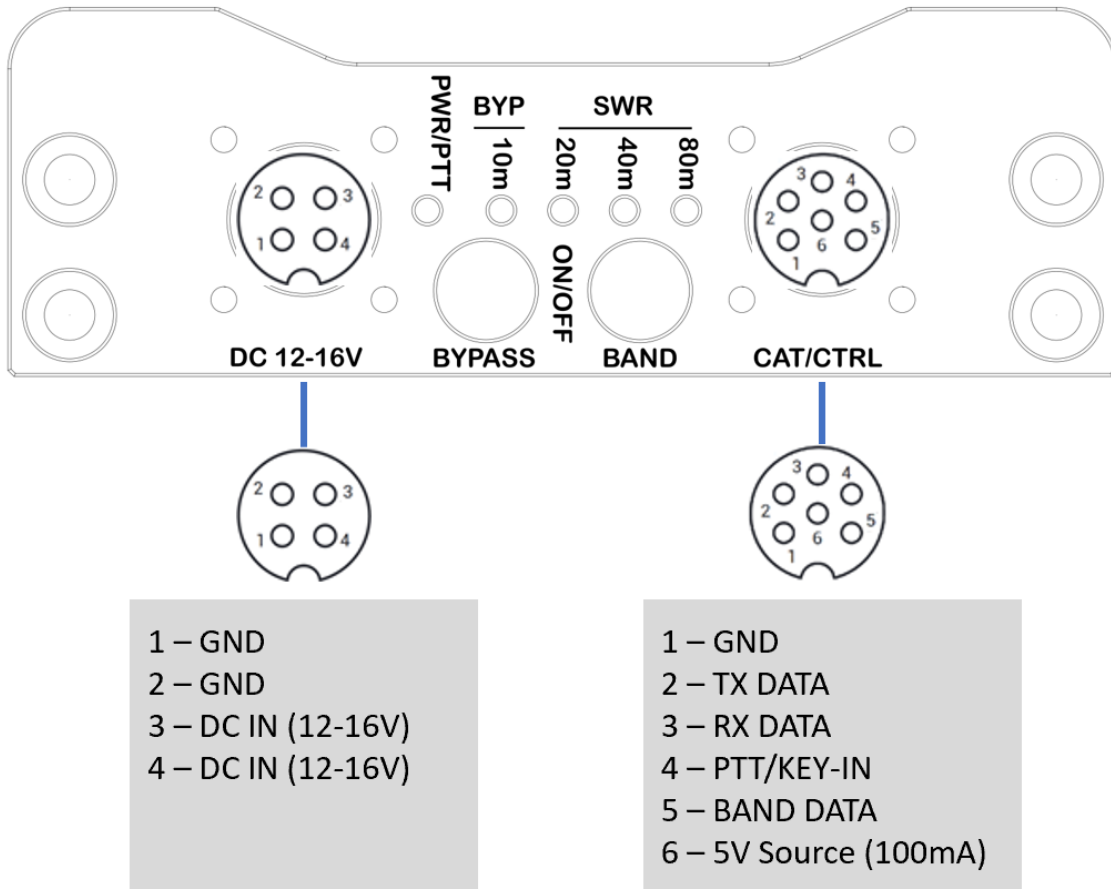 PWR/PTT
BYP
SWR
10m
20m
40m
80m
2
3
1
4
3
4
2
5
6
1
ON/OFF
DC 12-16V
BYPASS
BAND
CAT/CTRL
2
3
1
4
3
4
2
5
6
1
1 – GND
2 – GND
3 – DC IN (12-16V)
4 – DC IN (12-16V)
1 – GND
2 – TX DATA
3 – RX DATA
4 – PTT/KEY-IN
5 – BAND DATA
6 – 5V Source (100mA)